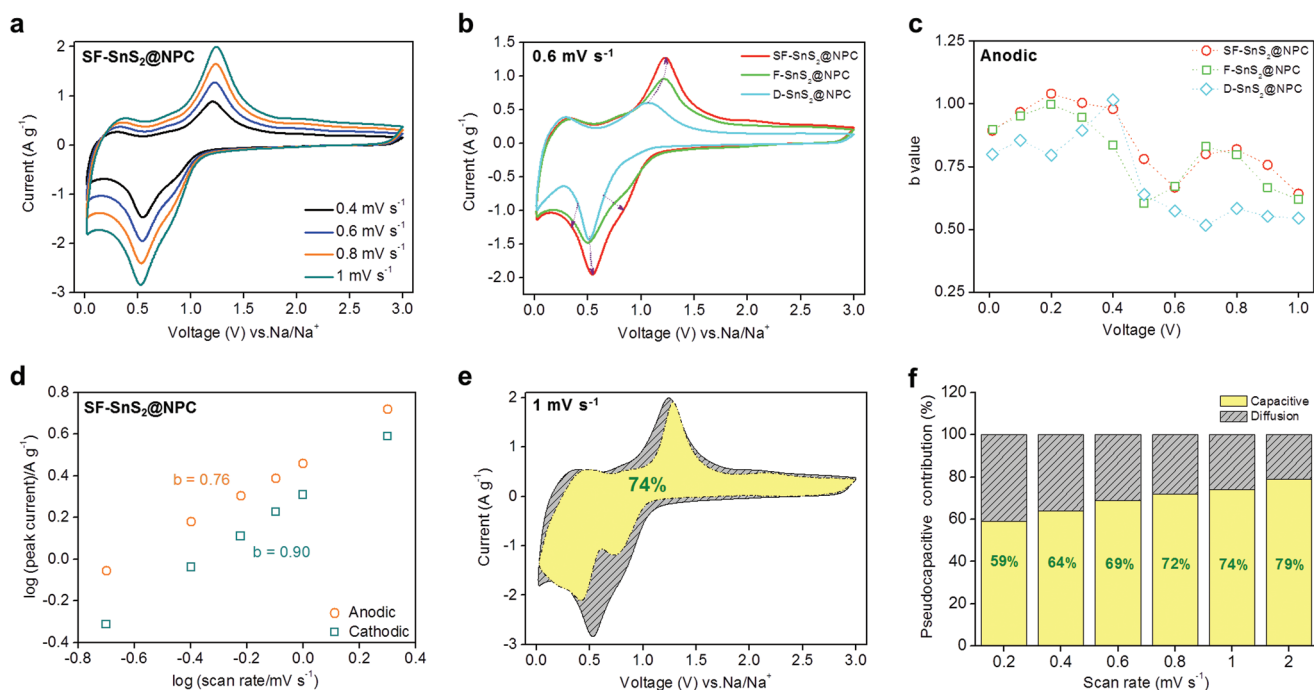 a
SF-SnS₂@NPC
2
1
0
-1
-2
-3
Current (A g⁻¹)
0.4 mV s⁻¹
0.6 mV s⁻¹
0.8 mV s⁻¹
1 mV s⁻¹
0.0 0.5 1.0 1.5 2.0 2.5 3.0
Voltage (V) vs.Na/Na⁺
b
0.6 mV s⁻¹
SF-SnS₂@NPC
F-SnS₂@NPC
D-SnS₂@NPC
1.5
1.0
0.5
0.0
-0.5
-1.0
-1.5
-2.0
Current (A g⁻¹)
0.0 0.5 1.0 1.5 2.0 2.5 3.0
Voltage (V) vs.Na/Na⁺
c
Anodic
SF-SnS₂@NPC
F-SnS₂@NPC
D-SnS₂@NPC
1.25
1.00
0.75
0.50
0.25
b value
0.0 0.2 0.4 0.6 0.8 1.0
Voltage (V)
d
SF-SnS₂@NPC
0.8
0.6
0.4
0.2
0.0
-0.2
-0.4
log (peak current)/A g⁻¹)
b = 0.76
b = 0.90
Anodic
Cathodic
-0.8 -0.4 0.0 0.4
log (scan rate/mV s⁻¹)
e
1 mV s⁻¹
2
1
0
-1
-2
-3
Current (A g⁻¹)
74%
0.0 0.5 1.0 1.5 2.0 2.5 3.0
Voltage (V) vs.Na/Na⁺
f
Capacitive
Diffusion
120
100
80
60
40
20
0
Pseudocapacitive contribution (%)
59% 64% 69% 72% 74% 79%
0.2 0.4 0.6 0.8 1 2
Scan rate (mV s⁻¹)